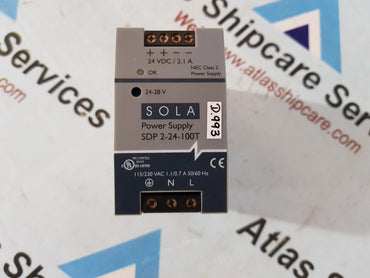 + + − −
24 VDC / 2.1 A
OK
NEC Class 2
Power Supply
24-28 V
SOLA
Power Supply
SDP 2-24-100T
D.993
115/230 VAC 1.1/0.7 A 50/60 Hz
N L
Atlas Shipcare Services
www.atlasshipcare.com